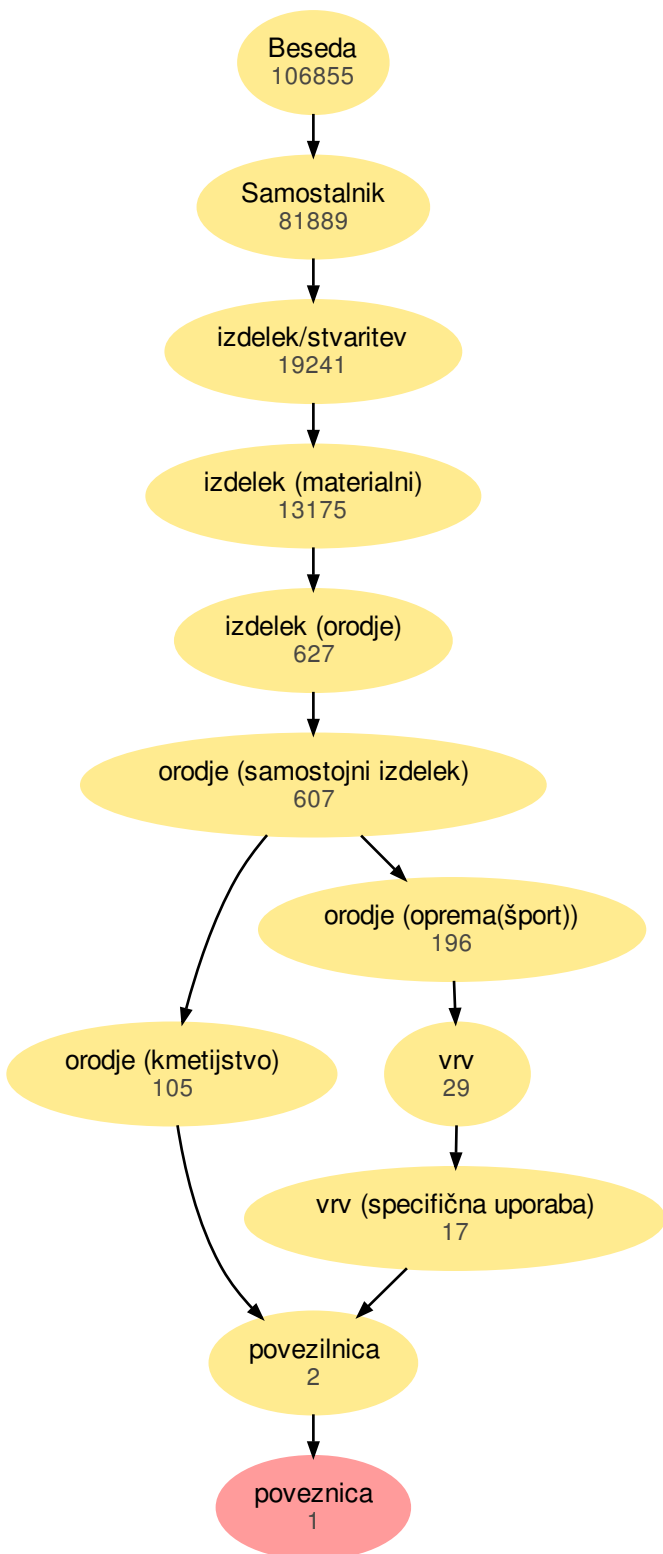 Beseda
106855
Samostalnik
81889
izdelek/stvaritev
19241
izdelek (materialni)
13175
izdelek (orodje)
627
orodje (samostojni izdelek)
607
orodje (oprema(šport))
196
orodje (kmetijstvo)
105
vrv
29
vrv (specifična uporaba)
17
povezilnica
2
poveznica
1